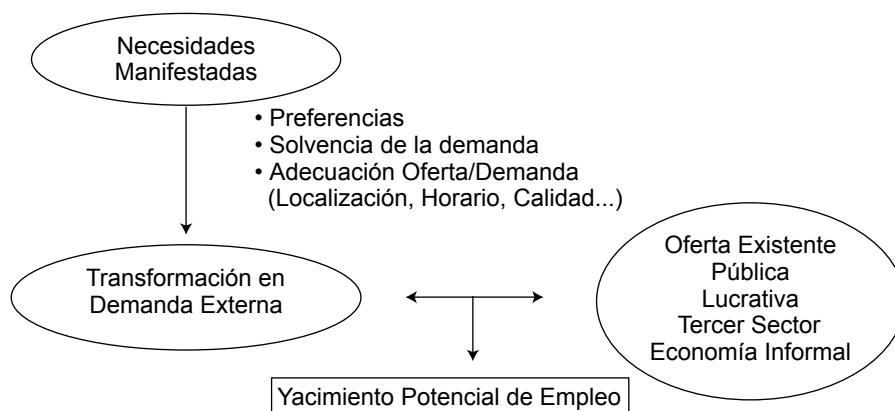 Necesidades
Manifestadas
• Preferencias
• Solvencia de la demanda
• Adecuación Oferta/Demanda
(Localización, Horario, Calidad...)
Transformación en
Demanda Externa
Oferta Existente
Pública
Lucrativa
Tercer Sector
Economía Informal
Yacimiento Potencial de Empleo